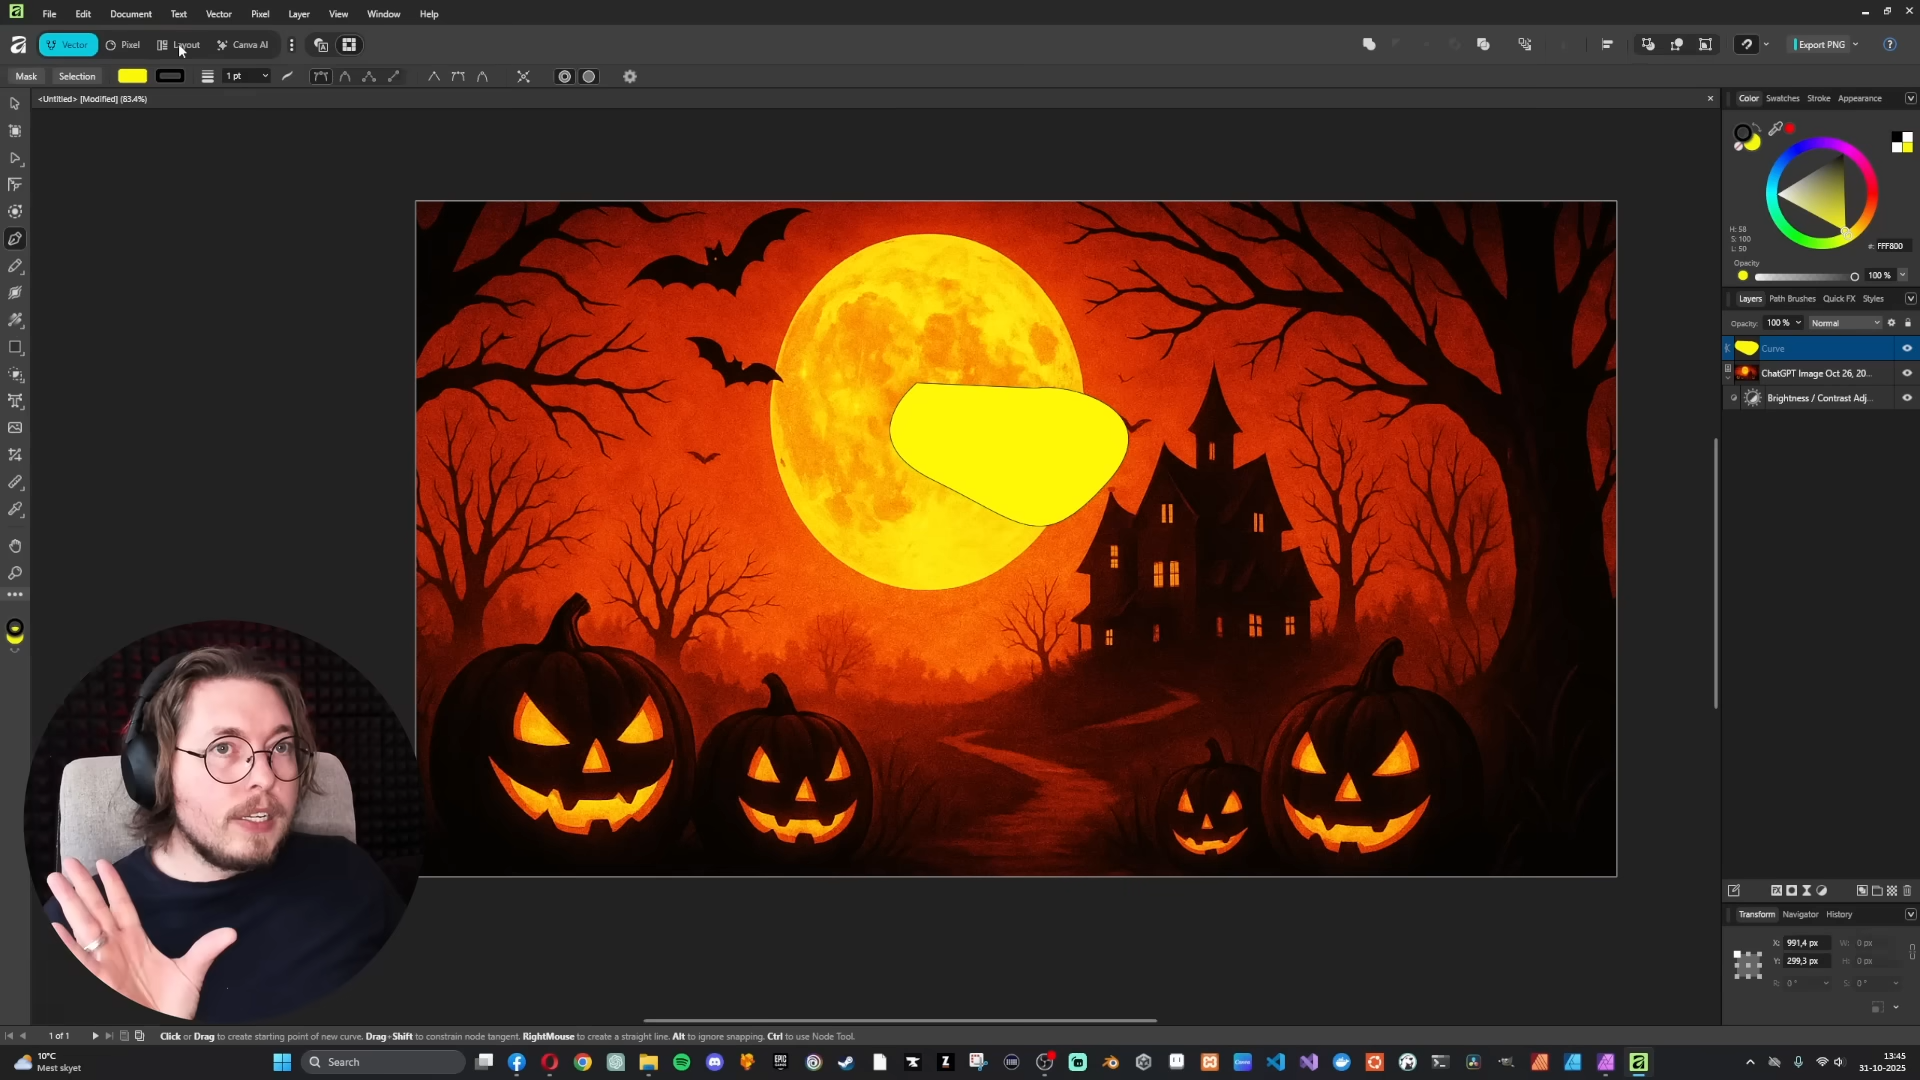 File Edit Document Text Vector Pixel Layer View Window Help
Vector Pixel Layout Canva AI Export PNG
Mask Selection 1 pt
<Untitled> [Modified] (83.4%)
Color Swatches Stroke Appearance
H: 58
S: 100
L: 50
#: FFF800
Opacity
100 %
Layers Path Brushes Quick FX Styles
Opacity: 100 % Normal
Curve
ChatGPT Image Oct 26, 20...
Brightness / Contrast Adj...
Transform Navigator History
X: 991,4 px W: 0 px
Y: 299,3 px H: 0 px
R: 0 ° S: 0 °
1 of 1 Click or Drag to create starting point of new curve. Drag+Shift to constrain node tangent. RightMouse to create a straight line. Alt to ignore snapping. Ctrl to use Node Tool.
10°C
Mest skyet
Search
13:45
31-10-2025